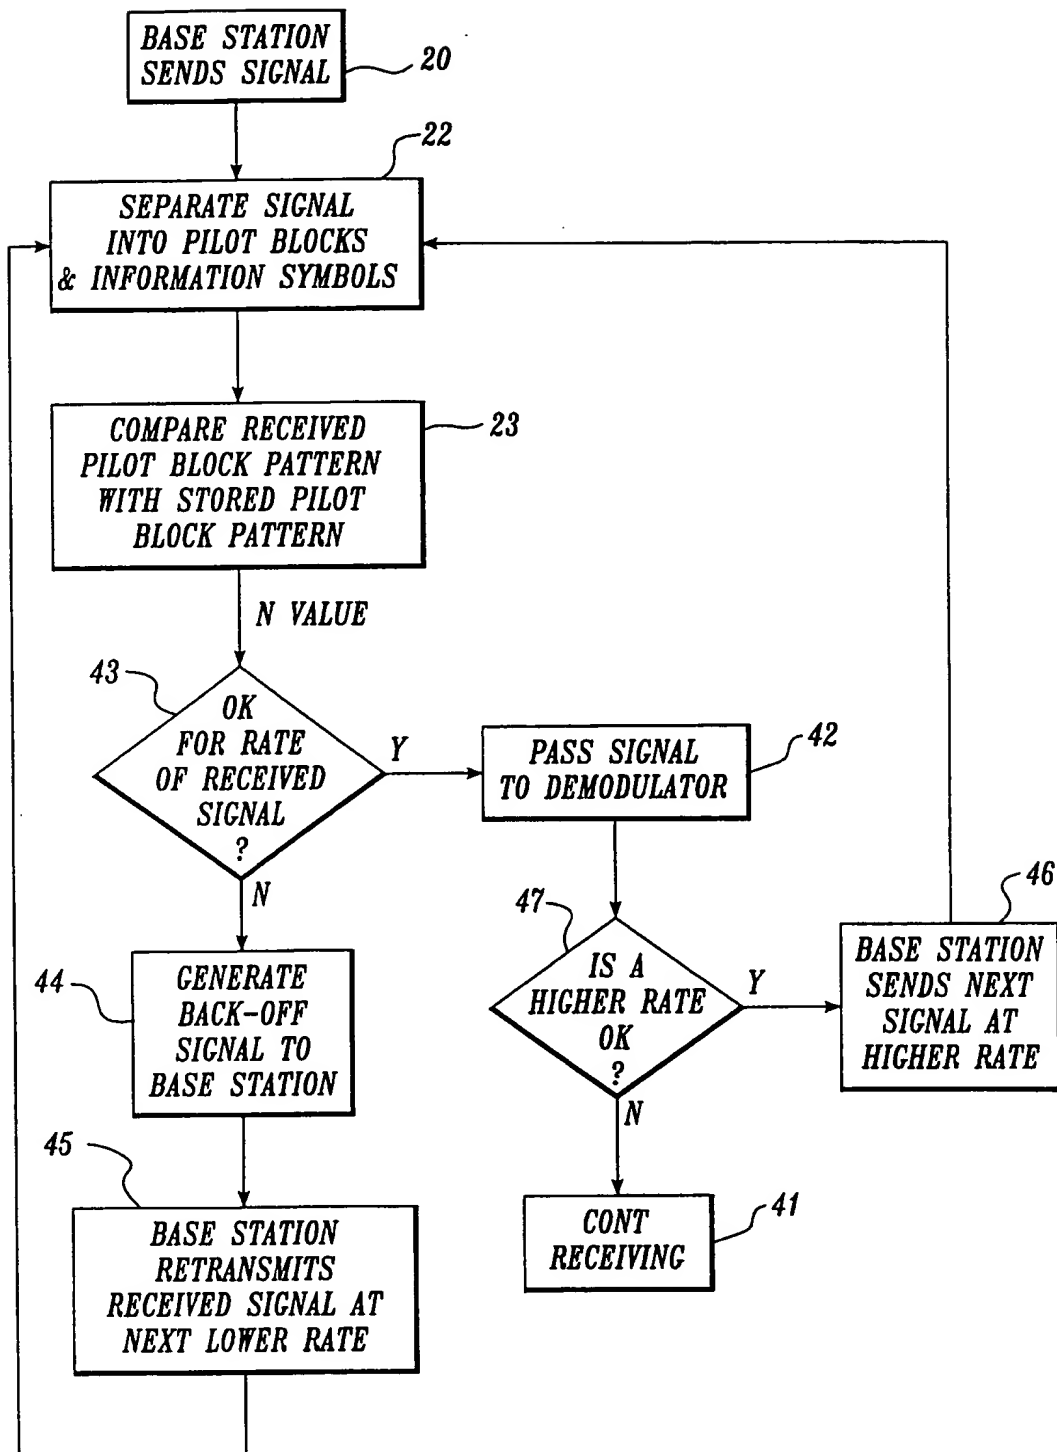 BASE STATION
SENDS SIGNAL
20
22
SEPARATE SIGNAL
INTO PILOT BLOCKS
& INFORMATION SYMBOLS
COMPARE RECEIVED
PILOT BLOCK PATTERN
WITH STORED PILOT
BLOCK PATTERN
23
N VALUE
43
OK
FOR RATE
OF RECEIVED
SIGNAL
?
Y
N
PASS SIGNAL
TO DEMODULATOR
42
47
IS A
HIGHER RATE
OK
?
Y
N
46
BASE STATION
SENDS NEXT
SIGNAL AT
HIGHER RATE
44
GENERATE
BACK-OFF
SIGNAL TO
BASE STATION
45
BASE STATION
RETRANSMITS
RECEIVED SIGNAL AT
NEXT LOWER RATE
CONT
RECEIVING
41